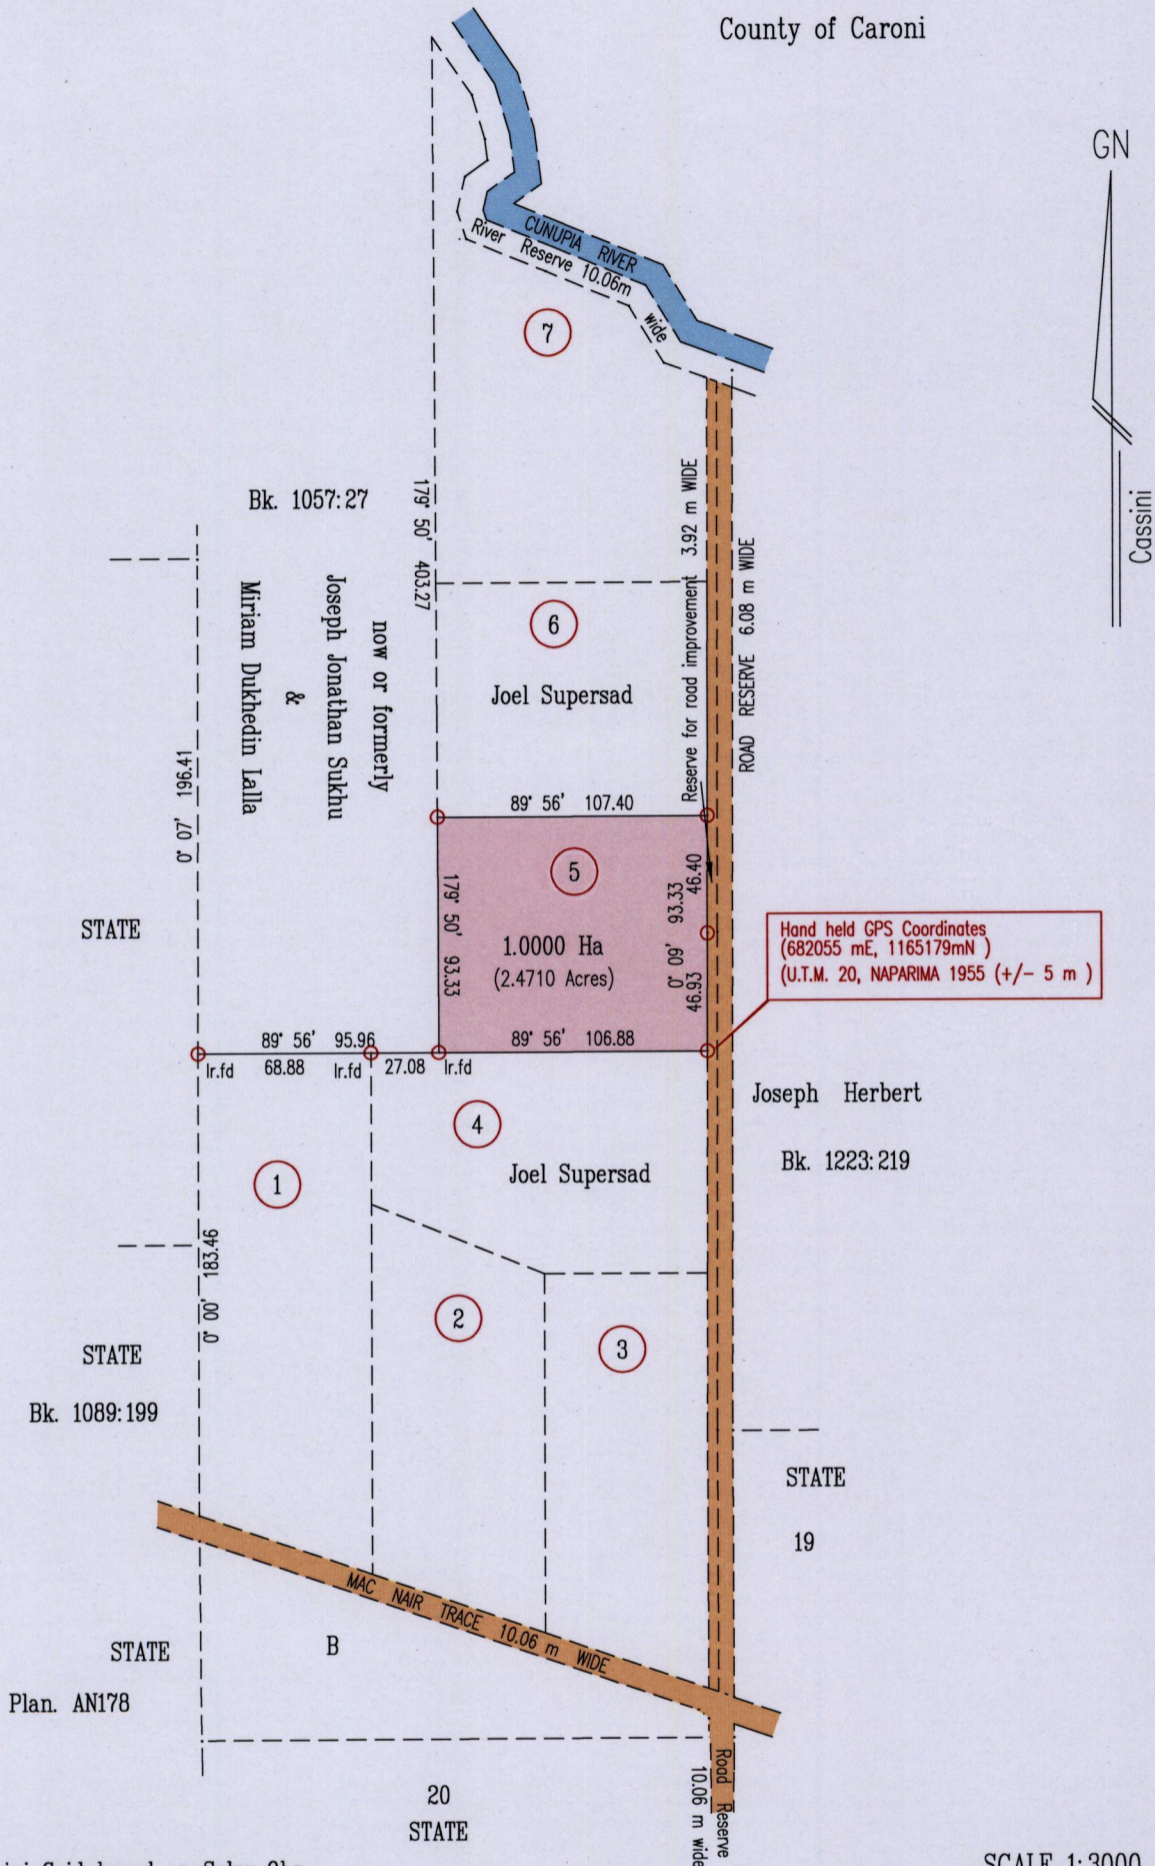 County of Caroni
GN
Cassini
CUNUPIA RIVER
River Reserve 10.06m wide
7
Bk. 1057:27
179° 50' 403.27
Reserve for road improvement 3.92 m WIDE
ROAD RESERVE 6.08 m WIDE
6
Joel Supersad
now or formerly
Joseph Jonathan Sukhu
&
Miriam Dukhedin Lalla
0° 07' 196.41
STATE
89° 56' 107.40
5
1.0000 Ha
(2.4710 Acres)
179° 50' 93.33
0° 09' 93.33
46.40
46.93
89° 56' 106.88
Hand held GPS Coordinates
(682055 mE, 1165179mN )
(U.T.M. 20, NAPARIMA 1955 (+/- 5 m )
89° 56' 95.96
Ir.fd 68.88 Ir.fd 27.08 Ir.fd
Joseph Herbert
Bk. 1223:219
4
Joel Supersad
1
0° 00' 183.46
2
3
STATE
Bk. 1089:199
STATE
19
MAC NAIR TRACE 10.06 m WIDE
B
STATE
Plan. AN178
20
STATE
Road Reserve
10.06 m wide
SCALE 1:3000